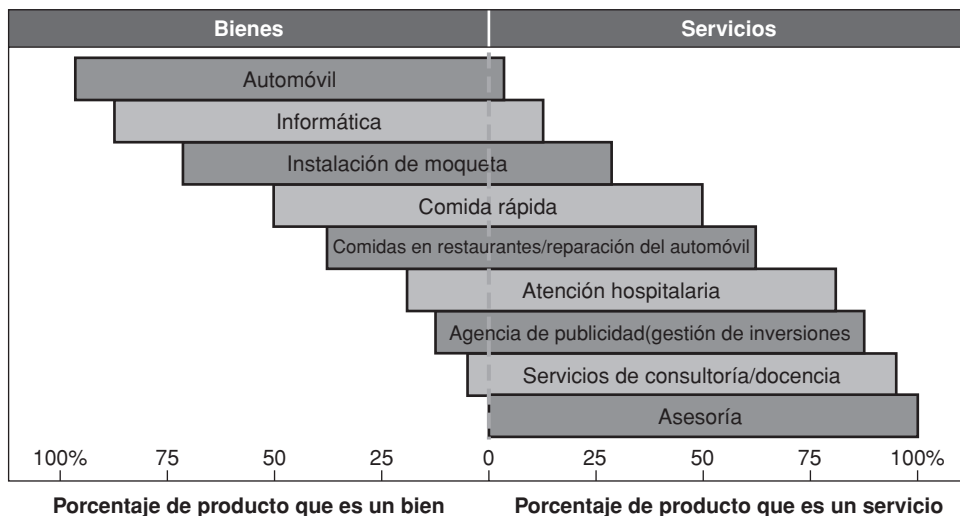 Bienes Servicios
Automóvil
Informática
Instalación de moqueta
Comida rápida
Comidas en restaurantes/reparación del automóvil
Atención hospitalaria
Agencia de publicidad(gestión de inversiones
Servicios de consultoría/docencia
Asesoría
100% 75 50 25 0 25 50 75 100%
Porcentaje de producto que es un bien Porcentaje de producto que es un servicio